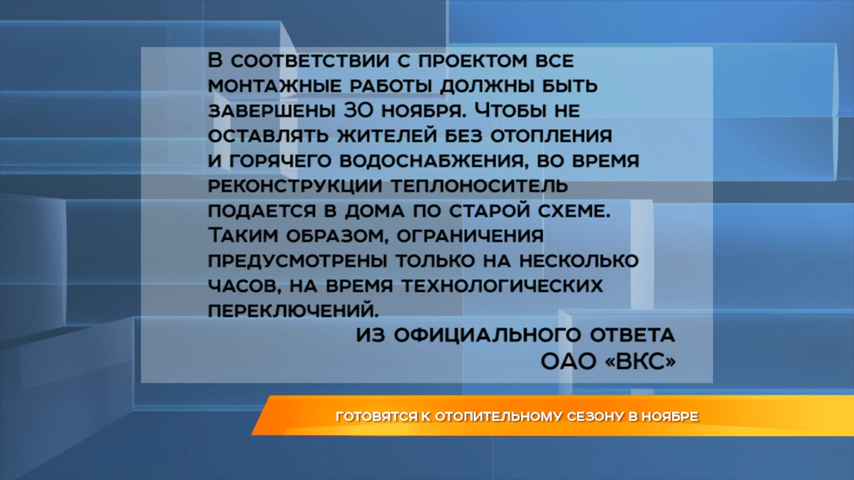 В соответствии с проектом все
монтажные работы должны быть
завершены 30 ноября. Чтобы не
оставлять жителей без отопления
и горячего водоснабжения, во время
реконструкции теплоноситель
подается в дома по старой схеме.
Таким образом, ограничения
предусмотрены только на несколько
часов, на время технологических
переключений.
из официального ответа
ОАО «ВКС»
ГОТОВЯТСЯ К ОТОПИТЕЛЬНОМУ СЕЗОНУ В НОЯБРЕ